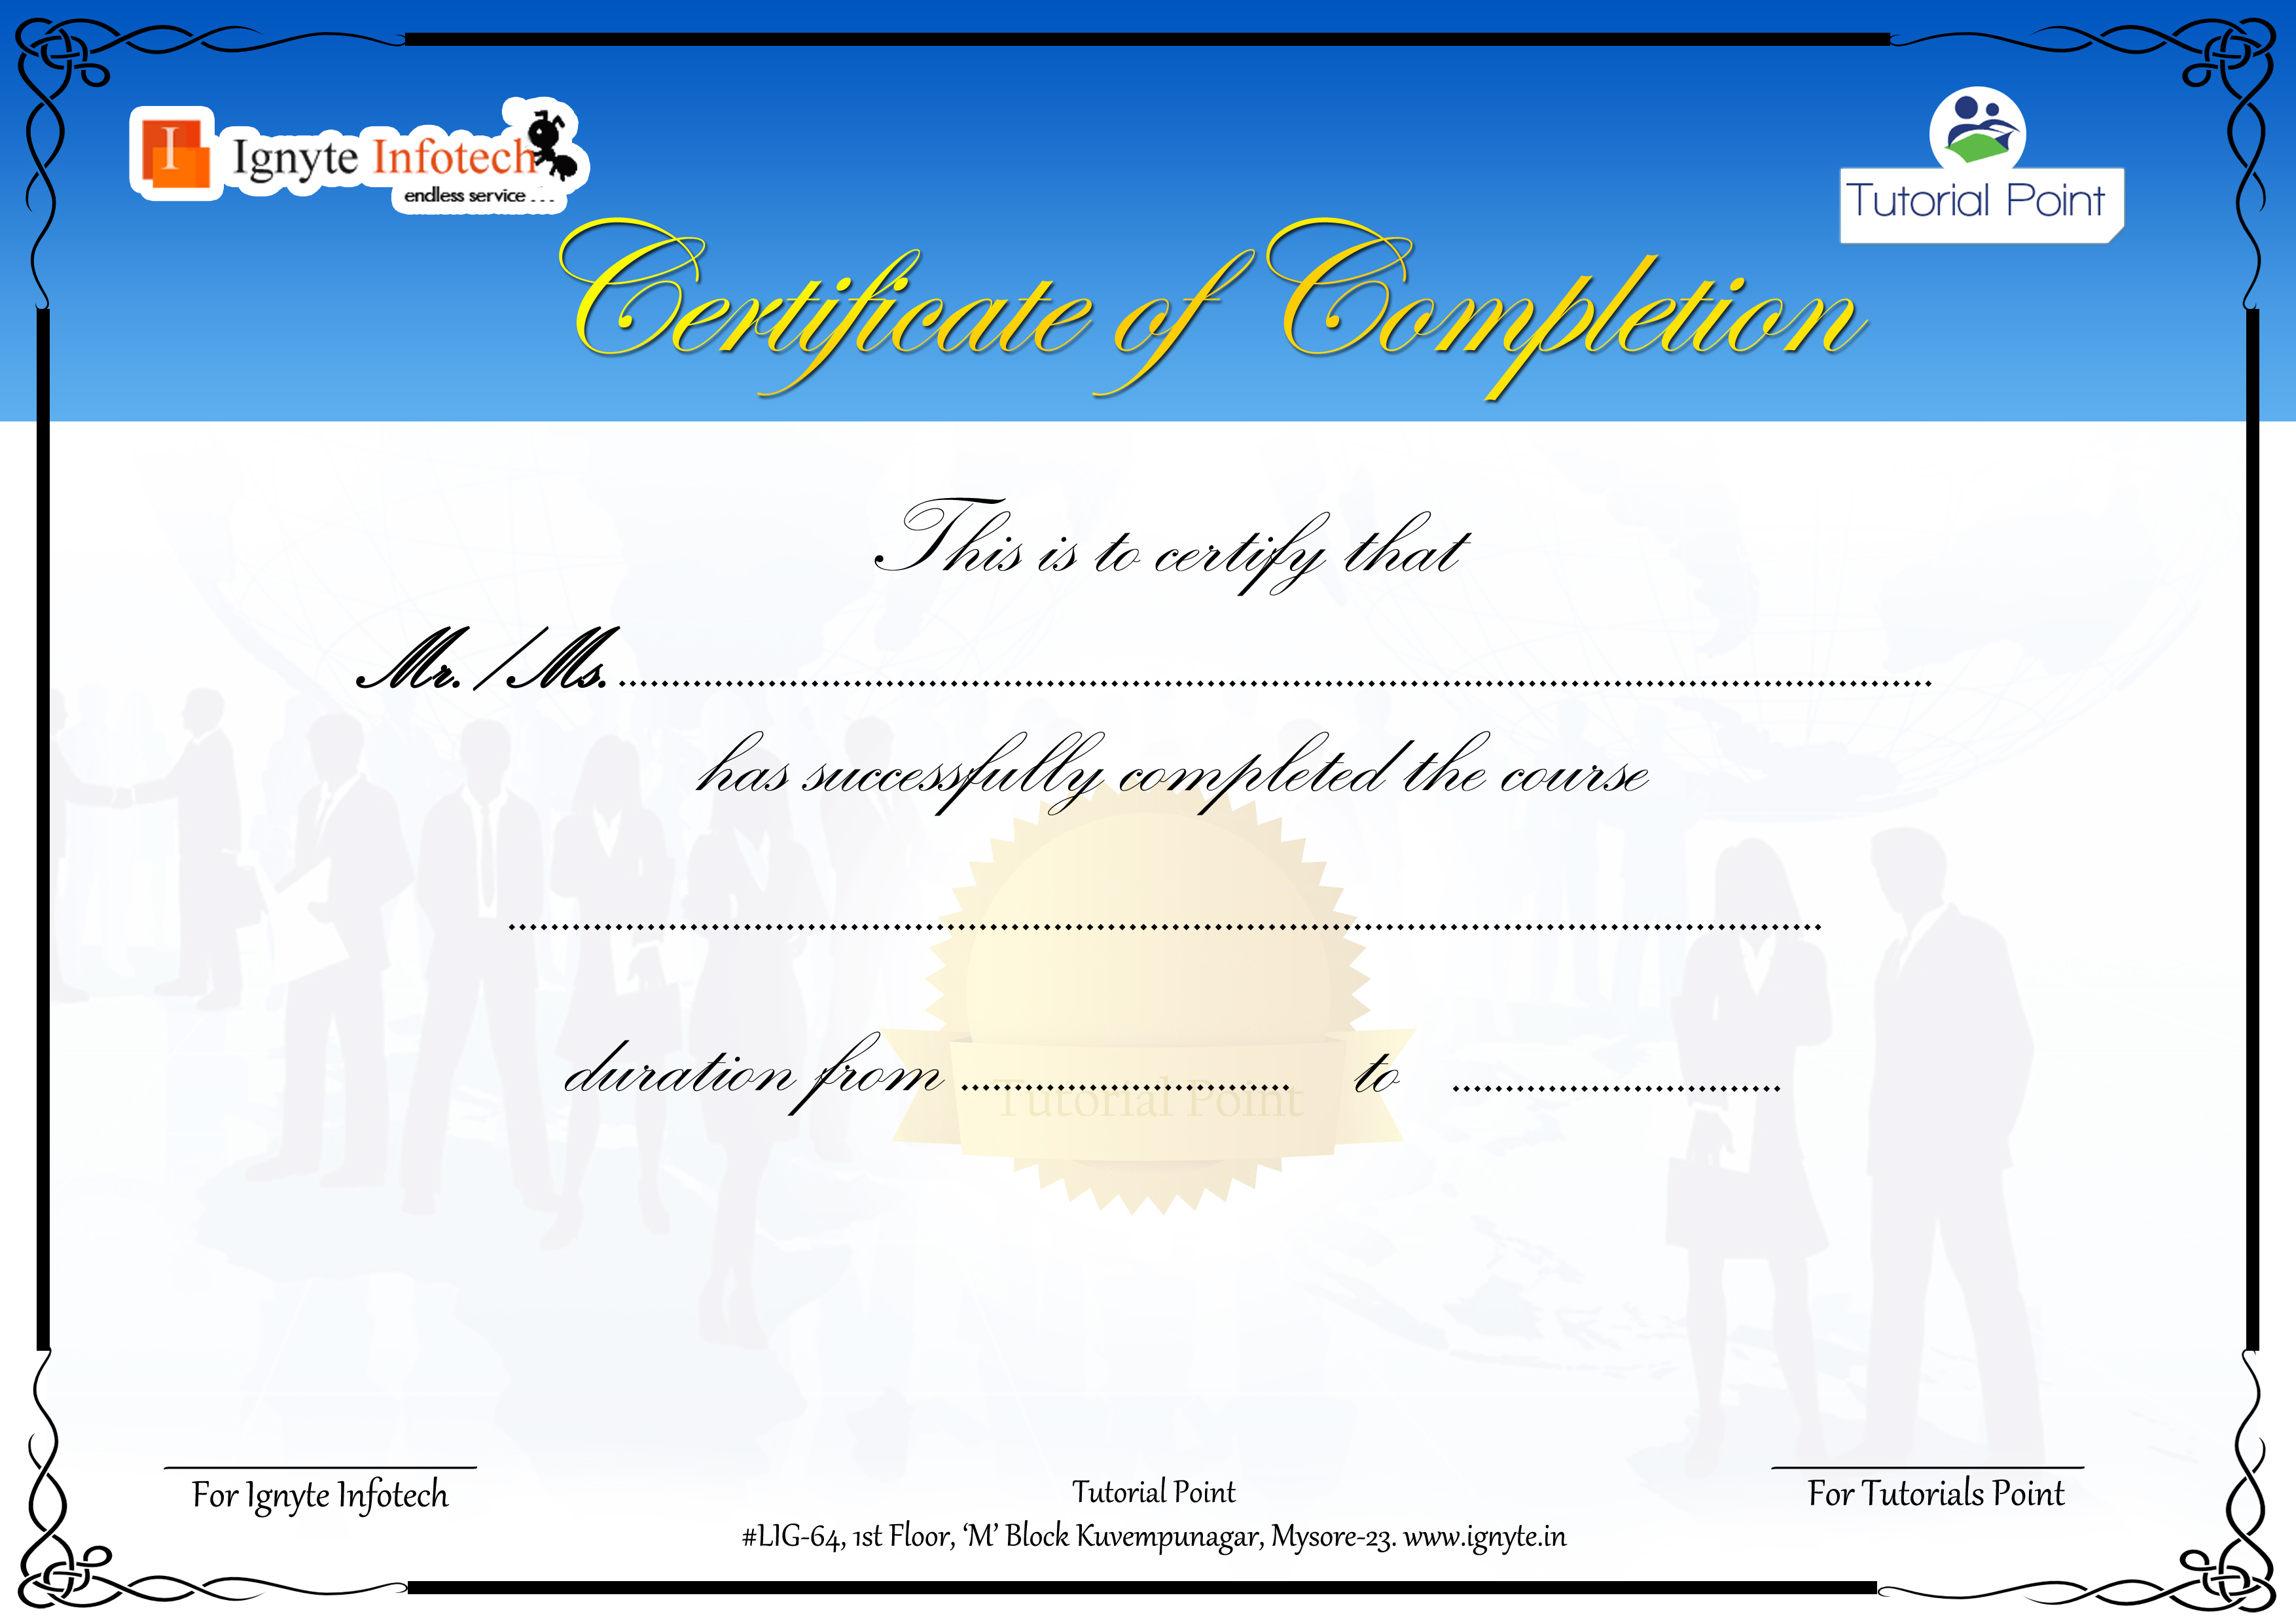 I Ignyte Infotech
endless service...
Tutorial Point
Certificate of Completion
This is to certify that
Mr. / Ms. ........................................................................................................................
has successfully completed the course
........................................................................................................................
duration from .............................. to ..............................
Tutorial Point
For Ignyte Infotech
For Tutorials Point
Tutorial Point
#LIG-64, 1st Floor, ‘M’ Block Kuvempunagar, Mysore-23. www.ignyte.in